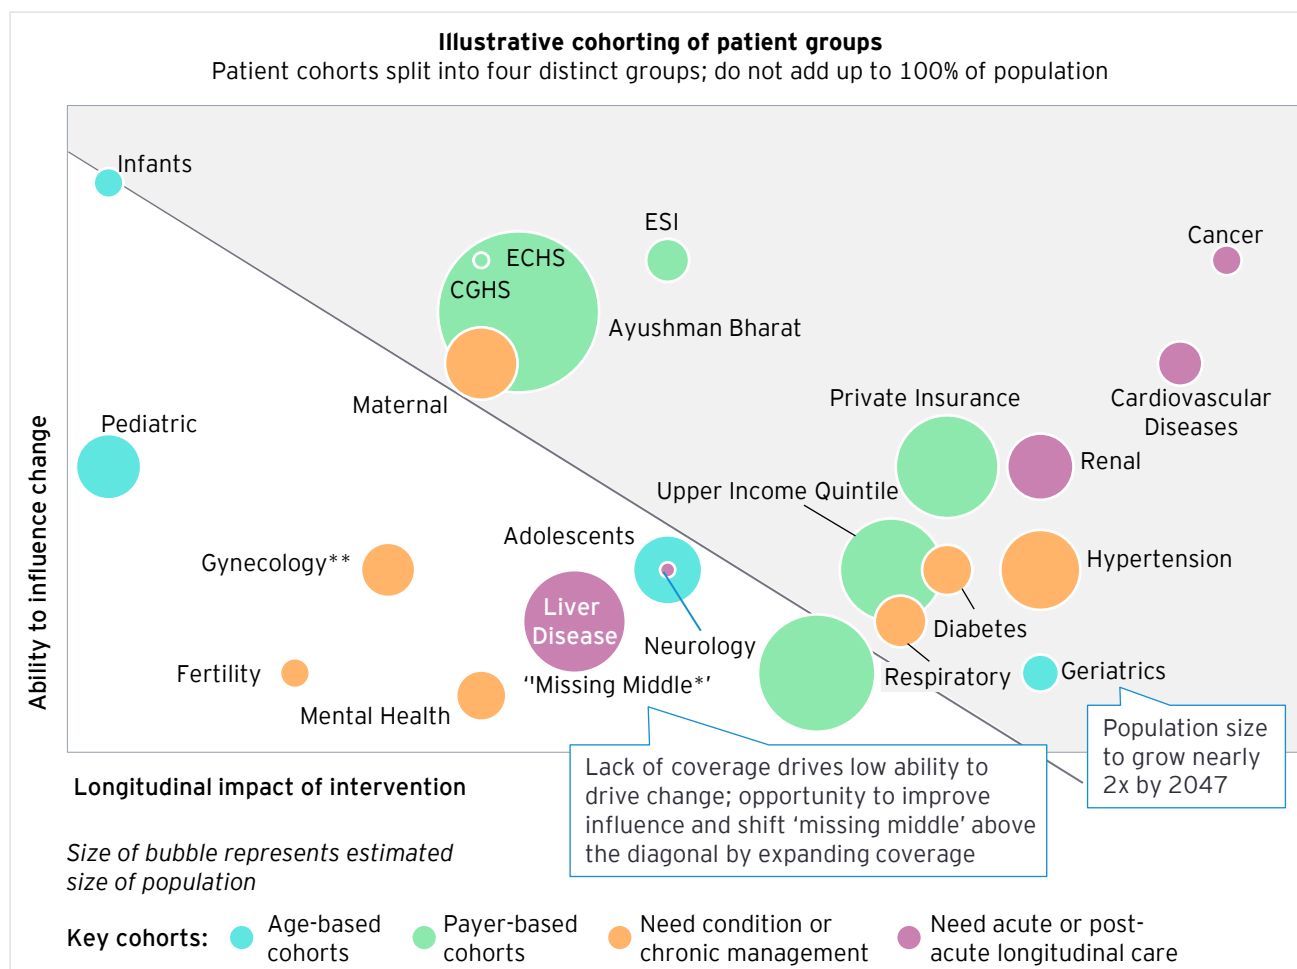 Illustrative cohorting of patient groups
Patient cohorts split into four distinct groups; do not add up to 100% of population
Ability to influence change
Infants
ESI
Cancer
ECHS
CGHS
Ayushman Bharat
Maternal
Private Insurance
Cardiovascular
Diseases
Pediatric
Renal
Upper Income Quintile
Adolescents
Gynecology**
Hypertension
Liver
Disease
Neurology
Diabetes
Fertility
''Missing Middle*'
Respiratory
Geriatrics
Mental Health
Population size
to grow nearly
2x by 2047
Lack of coverage drives low ability to
drive change; opportunity to improve
influence and shift ‘missing middle’ above
the diagonal by expanding coverage
Longitudinal impact of intervention
Size of bubble represents estimated
size of population
Key cohorts:
Age-based
cohorts
Payer-based
cohorts
Need condition or
chronic management
Need acute or post-
acute longitudinal care